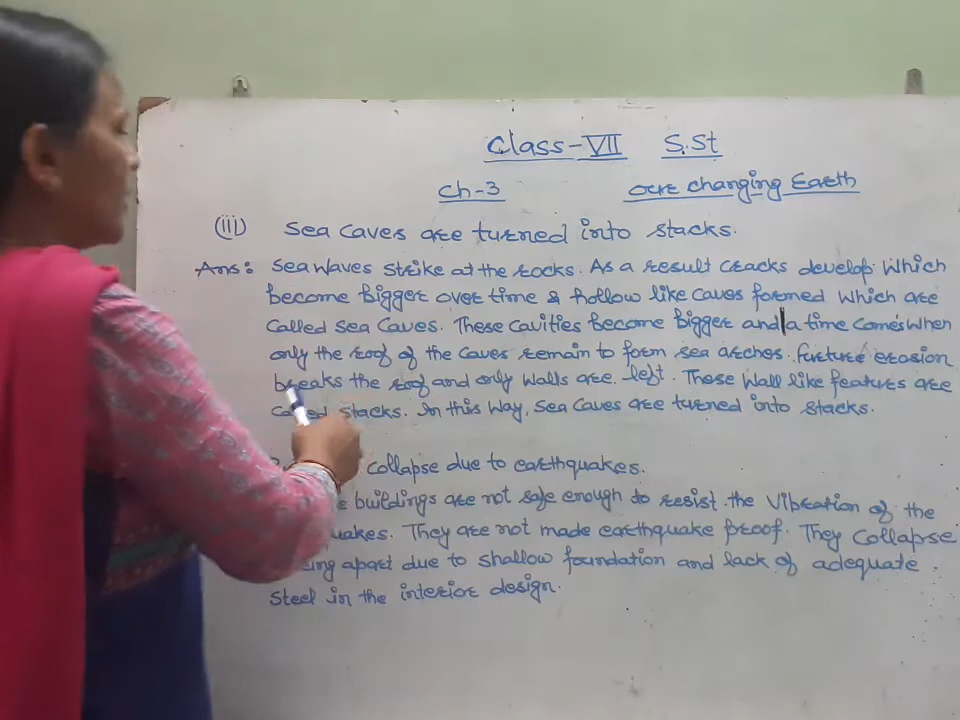 Class-VII S.St
Ch-3 our changing Earth
(iii) Sea caves are turned into stacks.
Ans: Sea waves strike at the rocks. As a result cracks develop which
become bigger over time & hollow like caves formed which are
called sea caves. These cavities become bigger and a time comes when
only the roof of the caves remain to form sea arches. furture erosion
breaks the roof and only walls are left. These wall like features are
called stacks. In this way, sea caves are turned into stacks.
collapse due to earthquakes.
buildings are not safe enough to resist the vibration of the
uakes. They are not made earthquake proof. They collapse
ing apart due to shallow foundation and lack of adequate
steel in the interior design.